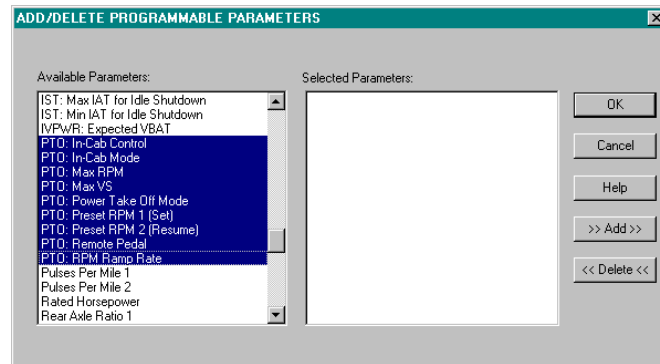 ADD/DELETE PROGRAMMABLE PARAMETERS
Available Parameters:
Selected Parameters:
IST: Max IAT for Idle Shutdown
IST: Min IAT for Idle Shutdown
IVPWR: Expected VBAT
PTO: In-Cab Control
PTO: In-Cab Mode
PTO: Max RPM
PTO: Max VS
PTO: Power Take Off Mode
PTO: Preset RPM 1 (Set)
PTO: Preset RPM 2 (Resume)
PTO: Remote Pedal
PTO: RPM Ramp Rate
Pulses Per Mile 1
Pulses Per Mile 2
Rated Horsepower
Rear Axle Ratio 1
OK
Cancel
Help
>> Add >>
<< Delete <<